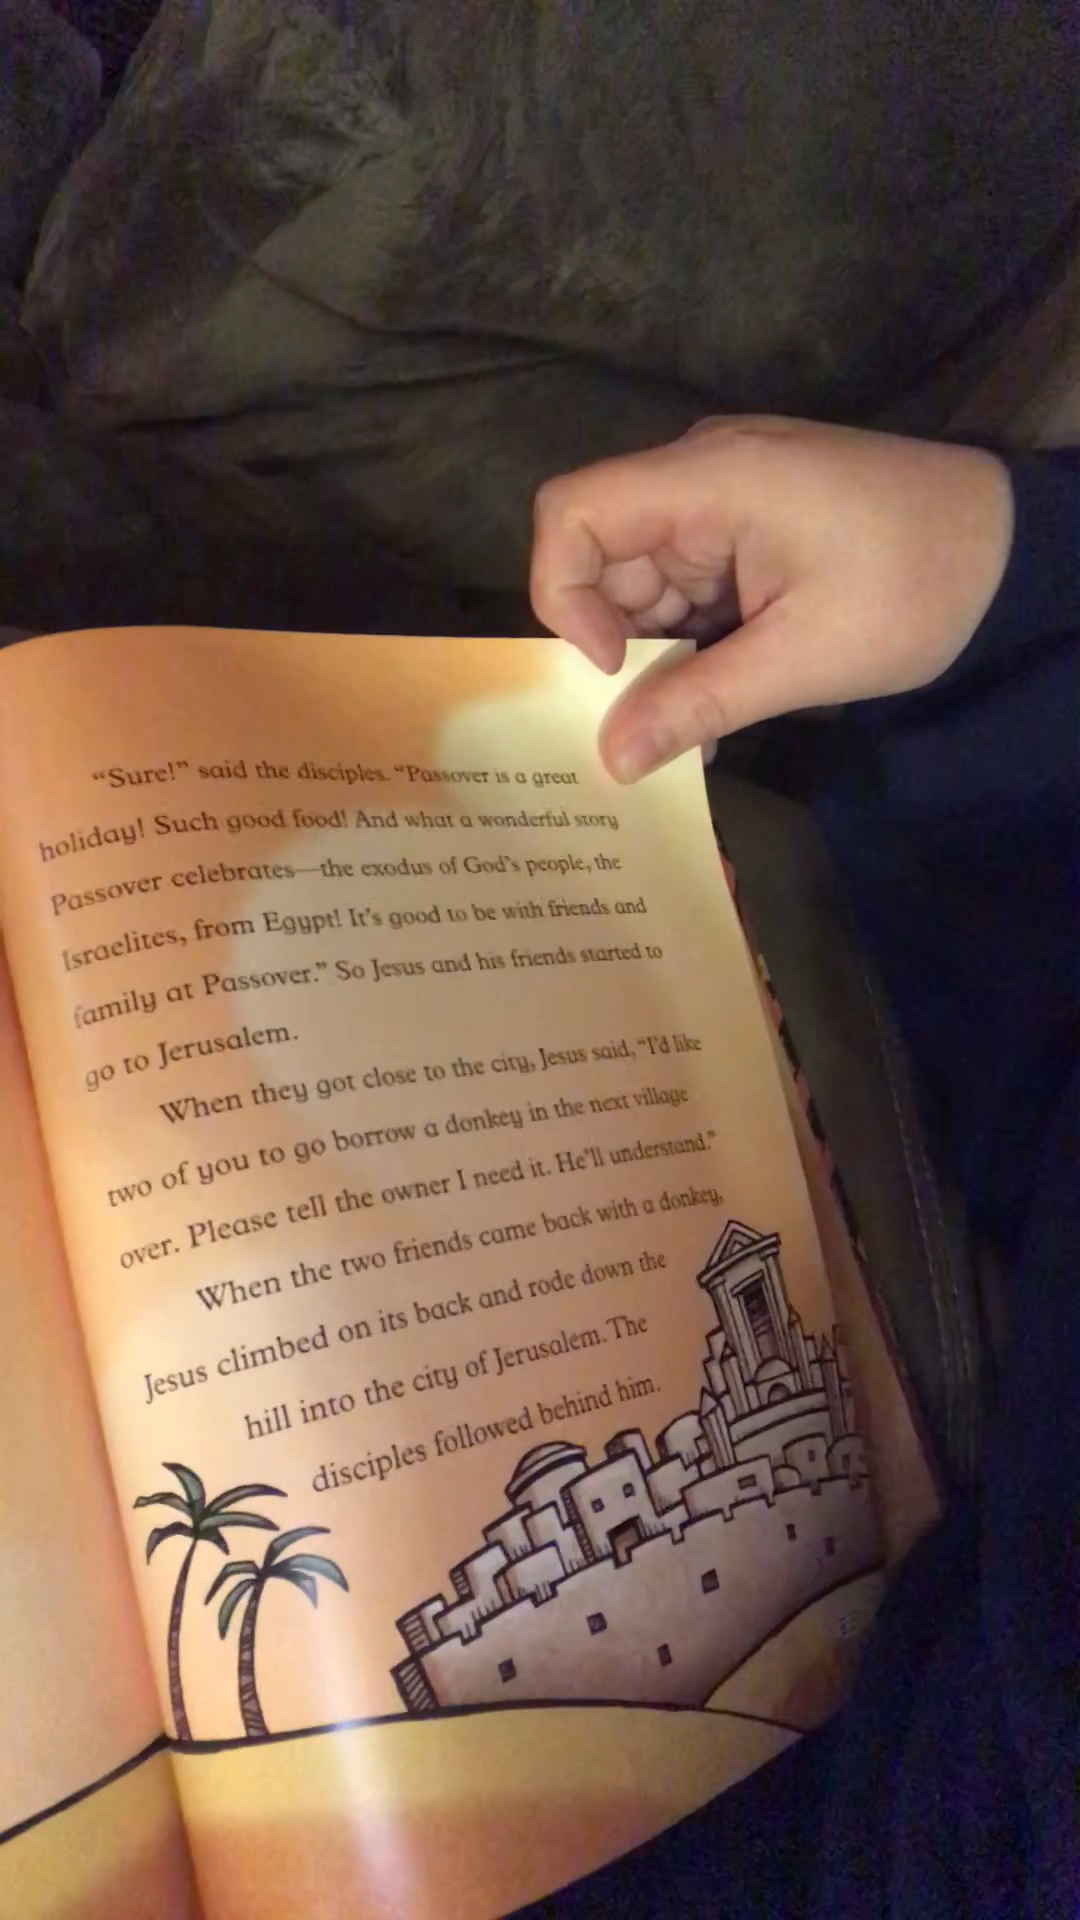 “Sure!” said the disciples. “Passover is a great
holiday! Such good food! And what a wonderful story
Passover celebrates—the exodus of God’s people, the
Israelites, from Egypt! It’s good to be with friends and
family at Passover.” So Jesus and his friends started to
go to Jerusalem.
When they got close to the city, Jesus said, “I’d like
two of you to go borrow a donkey in the next village
over. Please tell the owner I need it. He’ll understand.”
When the two friends came back with a donkey,
Jesus climbed on its back and rode down the
hill into the city of Jerusalem. The
disciples followed behind him.